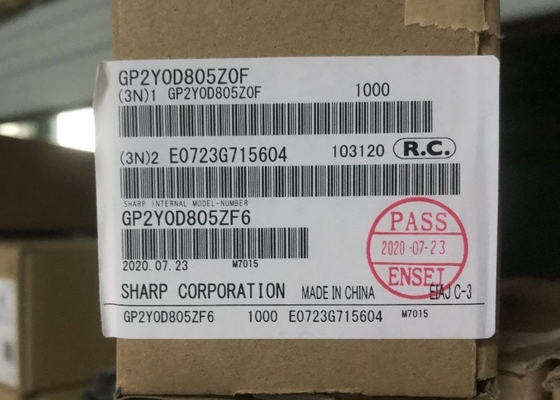 GP2Y0D805Z0F
(3N)1 GP2Y0D805Z0F 1000
(3N)2 E0723G715604 103120 R.C.
SHARP INTERNAL MODEL-NUMBER
GP2Y0D805ZF6
PASS
2020-07-23
ENSEI
2020.07.23 M7015
SHARP CORPORATION MADE IN CHINA EIAJ C-3
GP2Y0D805ZF6 1000 E0723G715604 M7015